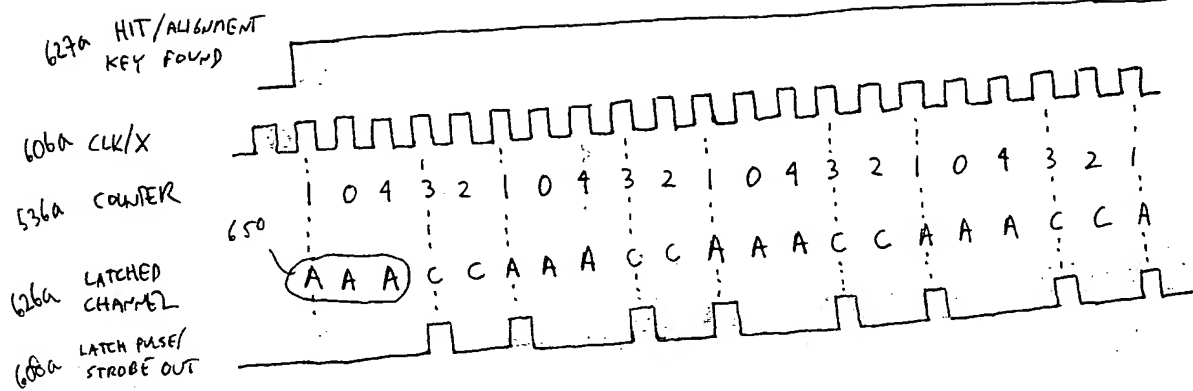 627a HIT/ALIGNMENT
KEY FOUND
606a CLK/X
536a COUNTER
1 0 4 3 2 1 0 4 3 2 1 0 4 3 2 1 0 4 3 2 1
650
626a LATCHED
CHANNEL
A A A C C A A A C C A A A C C A A A C C A
608a LATCH PULSE/
STROBE OUT